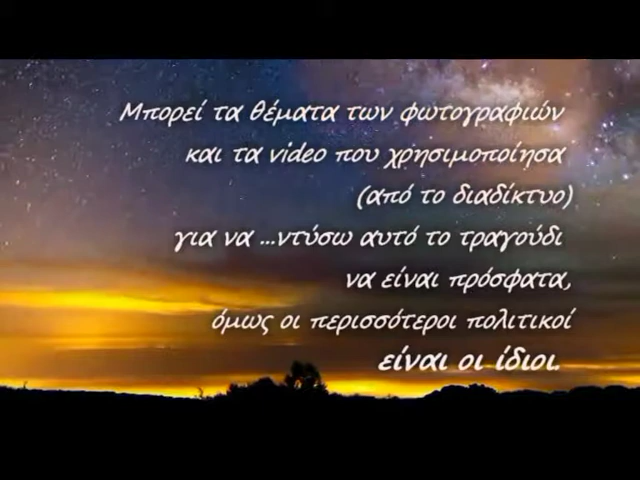 Μπορεί τα θέματα των φωτογραφιών
και τα video που χρησιμοποίησα
(από το διαδίκτυο)
για να ...ντύσω αυτό το τραγούδι
να είναι πρόσφατα,
όμως οι περισσότεροι πολιτικοί
είναι οι ίδιοι.